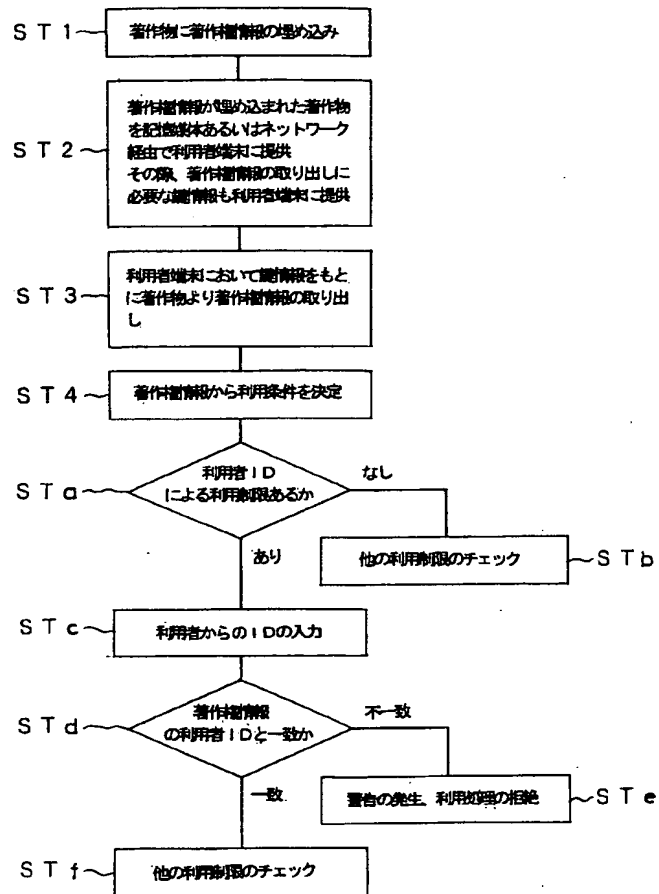 ST1
著作物に著作権情報の埋め込み
ST2
著作権情報が埋め込まれた著作物
を記憶媒体あるいはネットワーク
経由で利用者端末に提供
その際、著作権情報の取り出しに
必要な鍵情報も利用者端末に提供
ST3
利用者端末において鍵情報をもと
に著作物より著作権情報の取り出
し
ST4
著作権情報から利用条件を決定
STa
利用者ID
による利用制限あるか
なし
あり
他の利用制限のチェック
STb
STc
利用者からのIDの入力
STd
著作権情報
の利用者IDと一致か
不一致
一致
警告の発生、利用処理の拒絶
STe
STf
他の利用制限のチェック